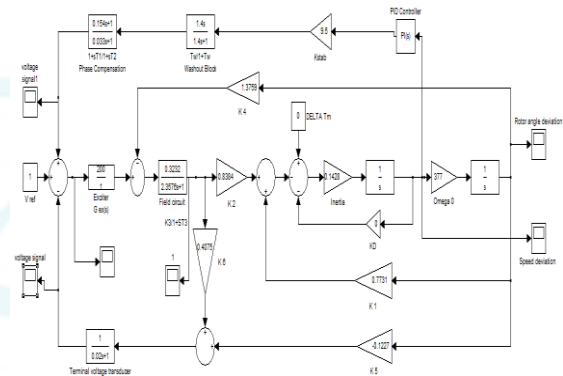 PID Controller
0.154s+1
0.033s+1
1+sT1/1+sT2
Phase Compensation
1.4s
1.4s+1
Tw/1+Tw
Washout Block
9.5
Kstab
PI(s)
voltage
signal1
1.3759
K 4
0
DELTA Tm
Rotor angle deviation
1
V ref
200
1
Exciter
G ex(s)
0.3232
2.3576s+1
Field circuit
K3/1+ST3
0.8384
K 2
0.1428
Inertia
1
s
377
Omega 0
1
s
0
KD
Speed deviation
voltage signal
1
0.4075
K 6
0.7731
K 1
1
0.02s+1
Terminal voltage transducer
-0.1227
K 5